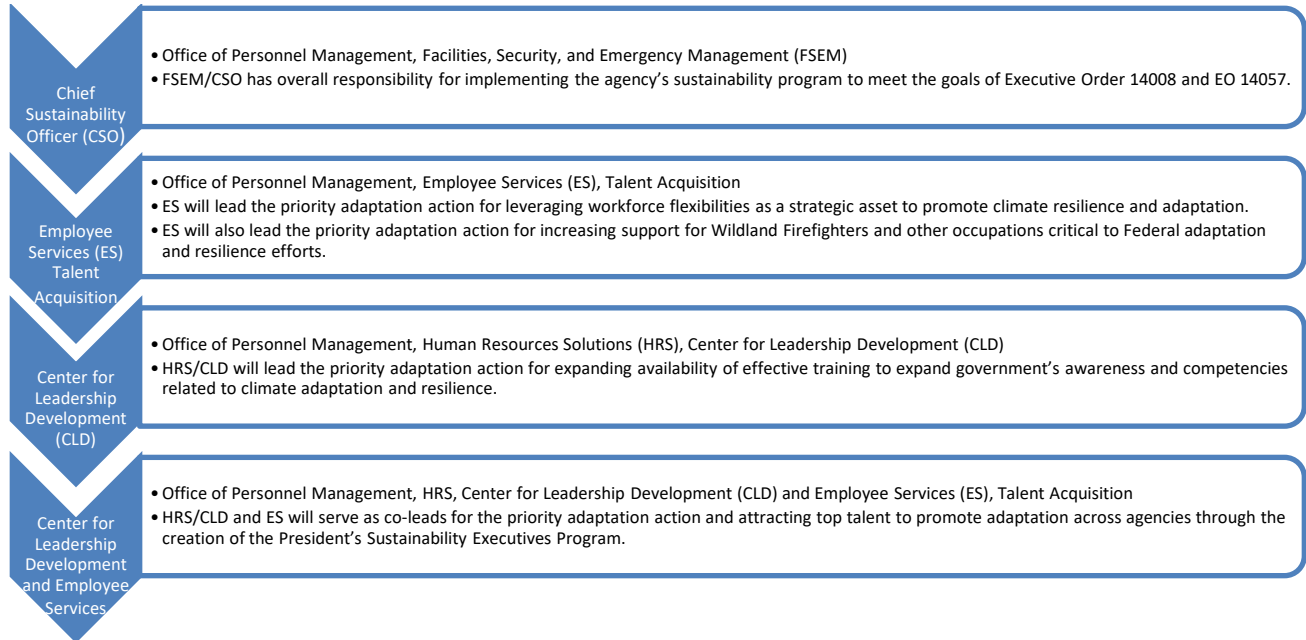 Chief
Sustainability
Officer (CSO)
• Office of Personnel Management, Facilities, Security, and Emergency Management (FSEM)
• FSEM/CSO has overall responsibility for implementing the agency’s sustainability program to meet the goals of Executive Order 14008 and EO 14057.
Employee
Services (ES)
Talent
Acquisition
• Office of Personnel Management, Employee Services (ES), Talent Acquisition
• ES will lead the priority adaptation action for leveraging workforce flexibilities as a strategic asset to promote climate resilience and adaptation.
• ES will also lead the priority adaptation action for increasing support for Wildland Firefighters and other occupations critical to Federal adaptation
and resilience efforts.
Center for
Leadership
Development
(CLD)
• Office of Personnel Management, Human Resources Solutions (HRS), Center for Leadership Development (CLD)
• HRS/CLD will lead the priority adaptation action for expanding availability of effective training to expand government’s awareness and competencies
related to climate adaptation and resilience.
Center for
Leadership
Development
and Employee
Services
• Office of Personnel Management, HRS, Center for Leadership Development (CLD) and Employee Services (ES), Talent Acquisition
• HRS/CLD and ES will serve as co-leads for the priority adaptation action and attracting top talent to promote adaptation across agencies through the
creation of the President’s Sustainability Executives Program.